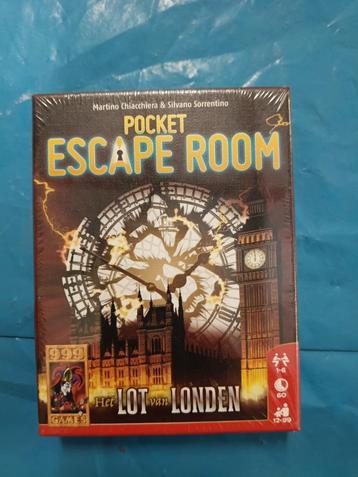 Martino Chiacchiera & Silvano Sorrentino
POCKET
ESCAPE ROOM
Het LOT van LONDEN
999
GAMES
1-6
60
12-99